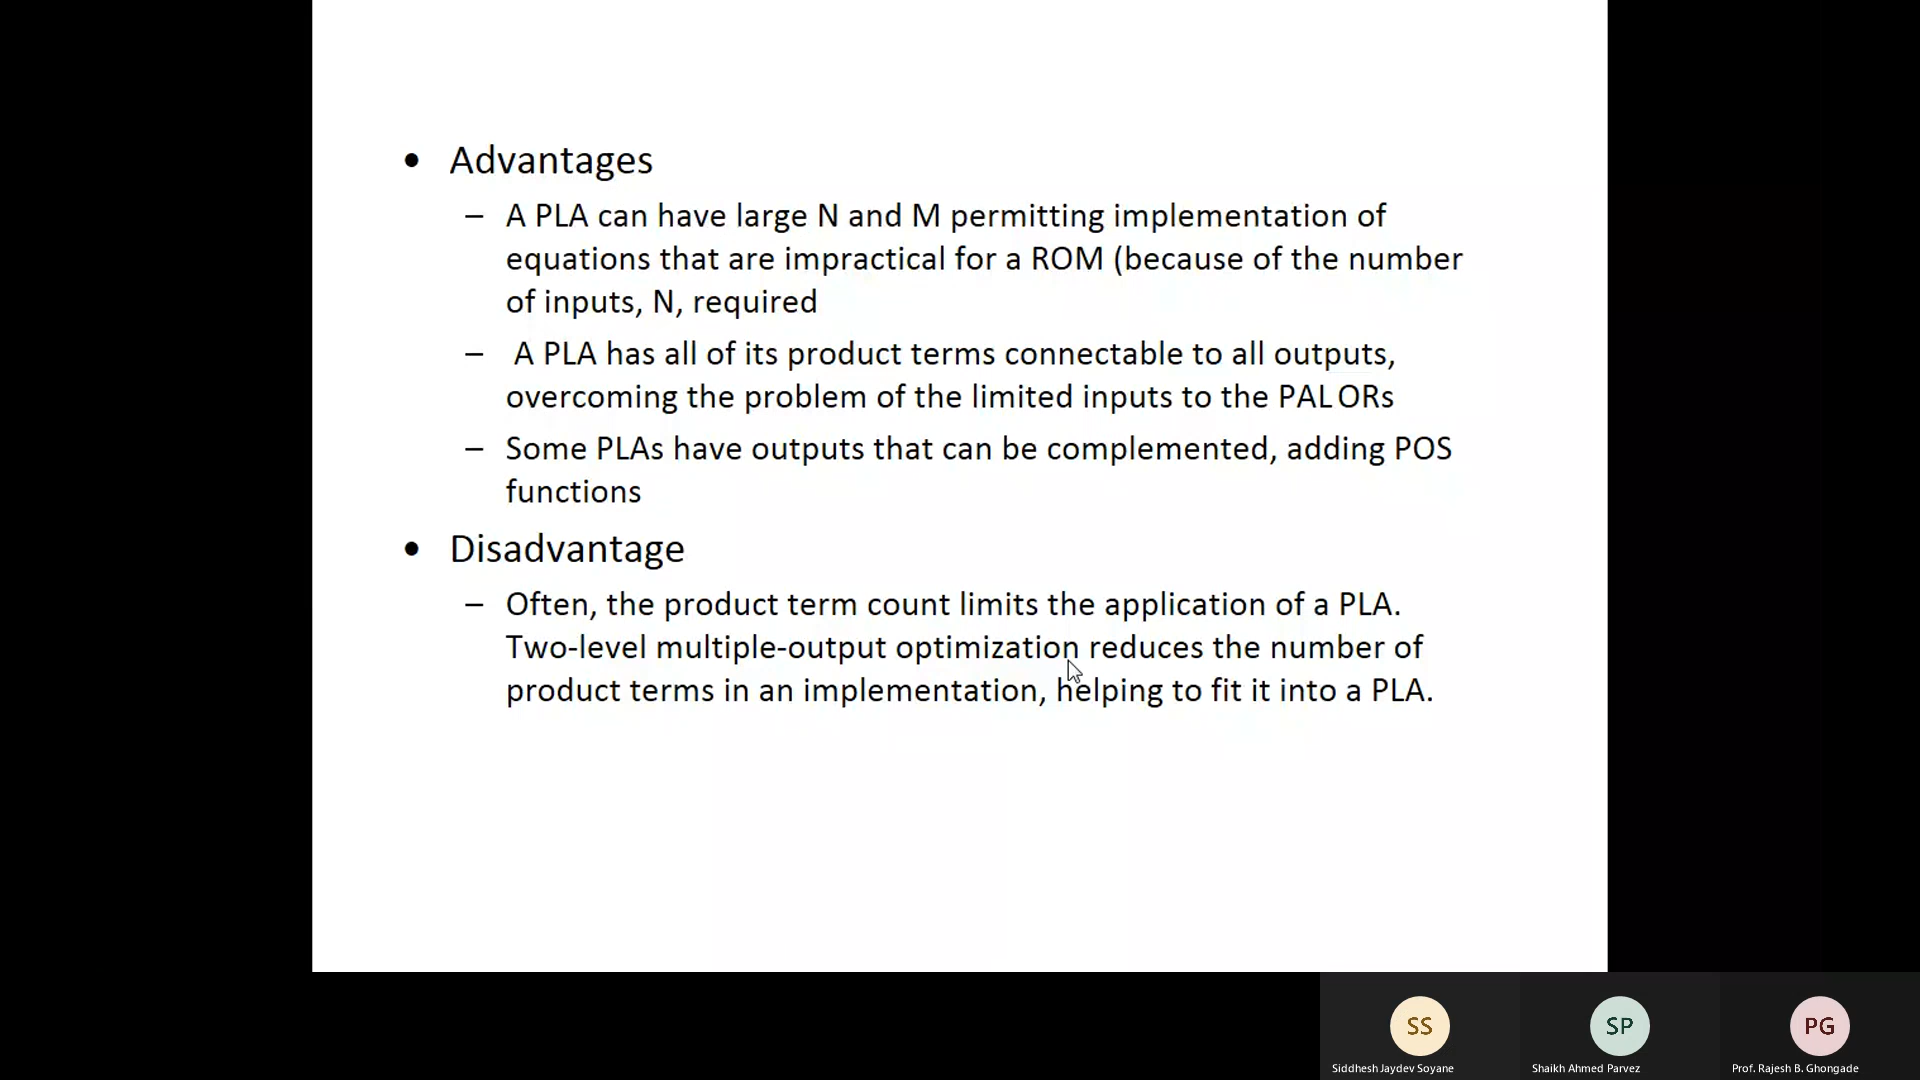 • Advantages
– A PLA can have large N and M permitting implementation of
equations that are impractical for a ROM (because of the number
of inputs, N, required
– A PLA has all of its product terms connectable to all outputs,
overcoming the problem of the limited inputs to the PAL ORs
– Some PLAs have outputs that can be complemented, adding POS
functions
• Disadvantage
– Often, the product term count limits the application of a PLA.
Two-level multiple-output optimization reduces the number of
product terms in an implementation, helping to fit it into a PLA.
SS SP PG
Siddhesh Jaydev Soyane Shaikh Ahmed Parvez Prof. Rajesh B. Ghongade